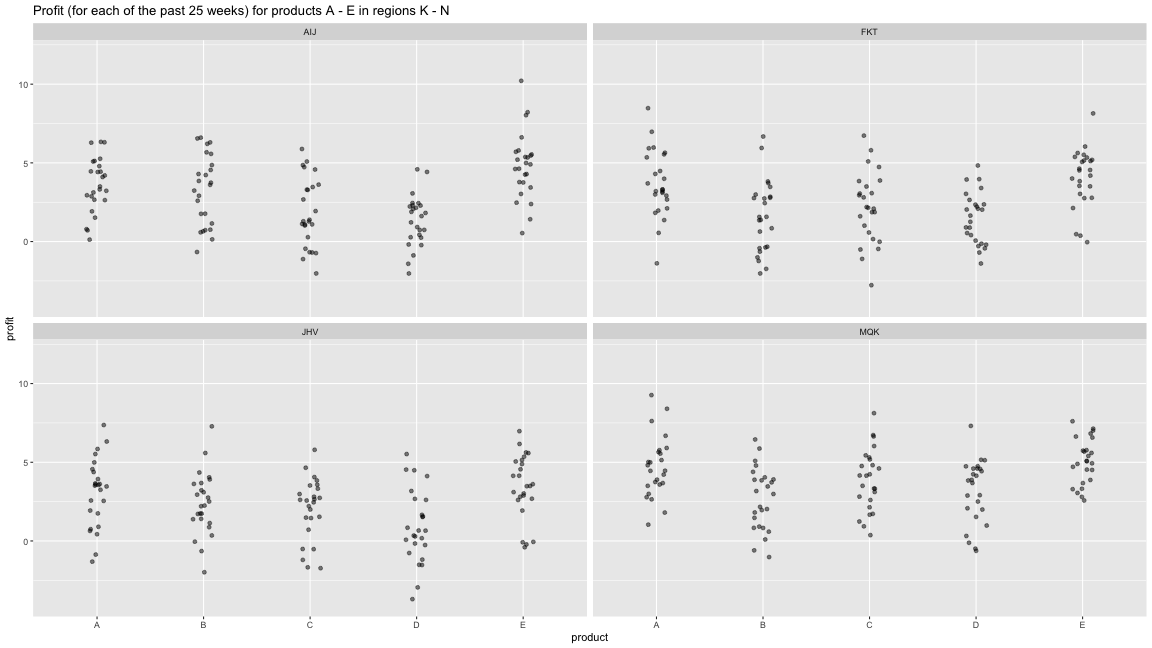 Profit (for each of the past 25 weeks) for products A - E in regions K - N
AIJ
FKT
10
5
0
profit
JHV
MQK
10
5
0
A B C D E
A B C D E
product